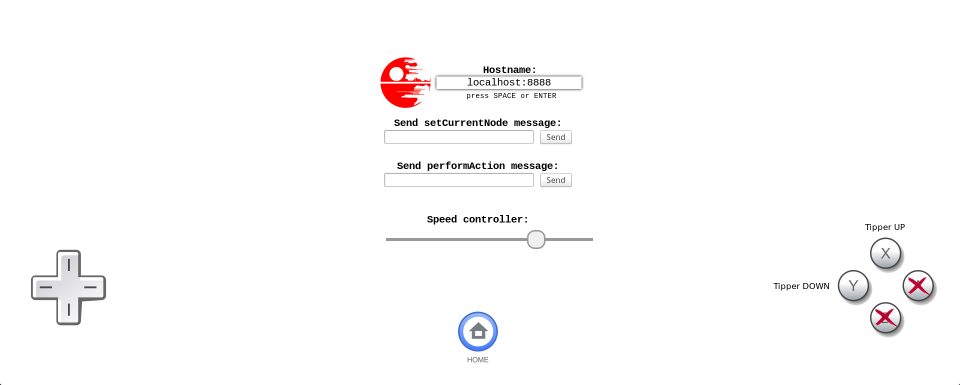 Hostname:
localhost:8888
press SPACE or ENTER
Send setCurrentNode message:
Send
Send performAction message:
Send
Speed controller:
Tipper UP
X
Tipper DOWN
Y
HOME